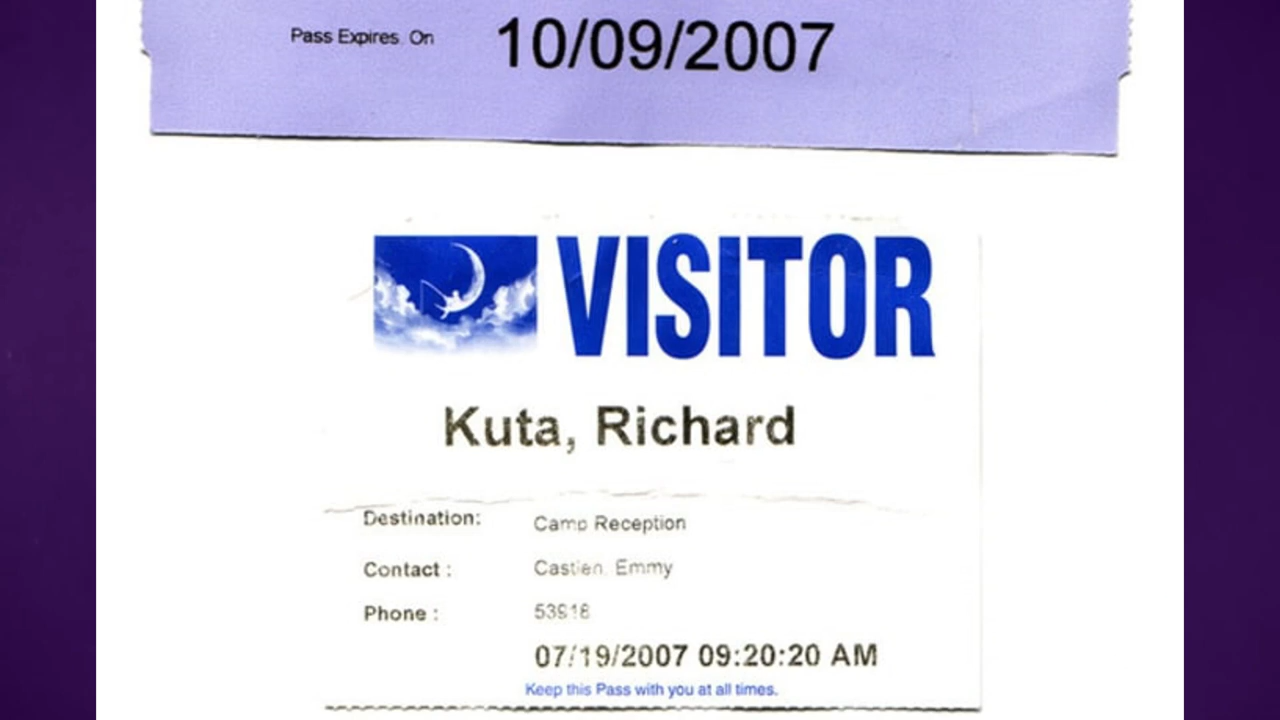 Pass Expires On 10/09/2007
VISITOR
Kuta, Richard
Destination: Camp Reception
Contact : Castien, Emmy
Phone : 53918
07/19/2007 09:20:20 AM
Keep this Pass with you at all times.